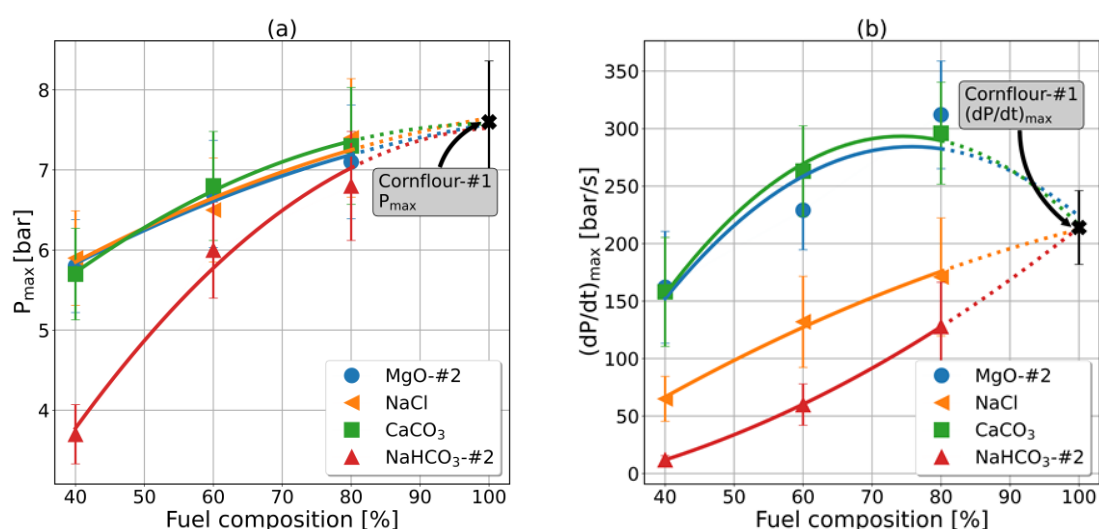 (a)
P_max [bar]
8
7
6
5
4
40 50 60 70 80 90 100
Fuel composition [%]
Cornflour-#1
P_max
MgO-#2
NaCl
CaCO₃
NaHCO₃-#2
(b)
(dP/dt)_max [bar/s]
350
300
250
200
150
100
50
0
40 50 60 70 80 90 100
Fuel composition [%]
Cornflour-#1
(dP/dt)_max
MgO-#2
NaCl
CaCO₃
NaHCO₃-#2